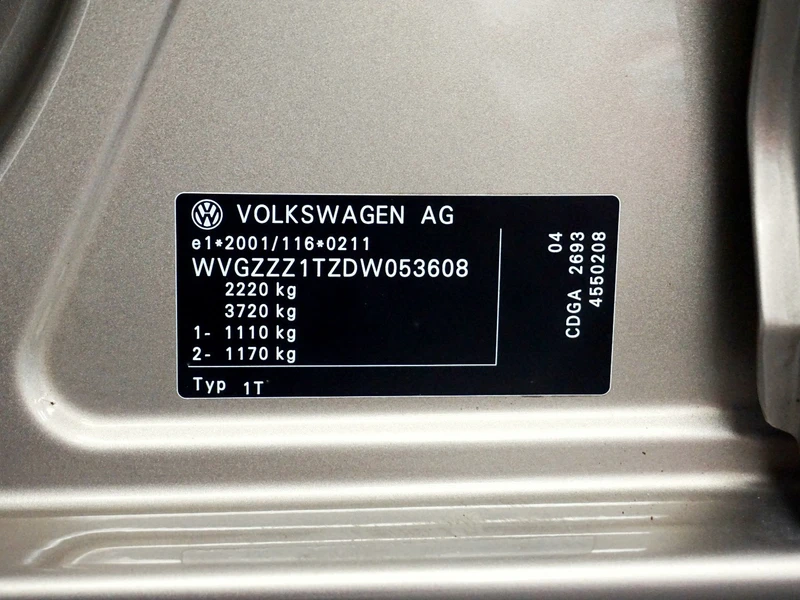 VOLKSWAGEN AG
e1*2001/116*0211
WVGZZZ1TZDW053608
2220 kg
3720 kg
1- 1110 kg
2- 1170 kg
Typ 1T
04
CDGA 2693
4550208